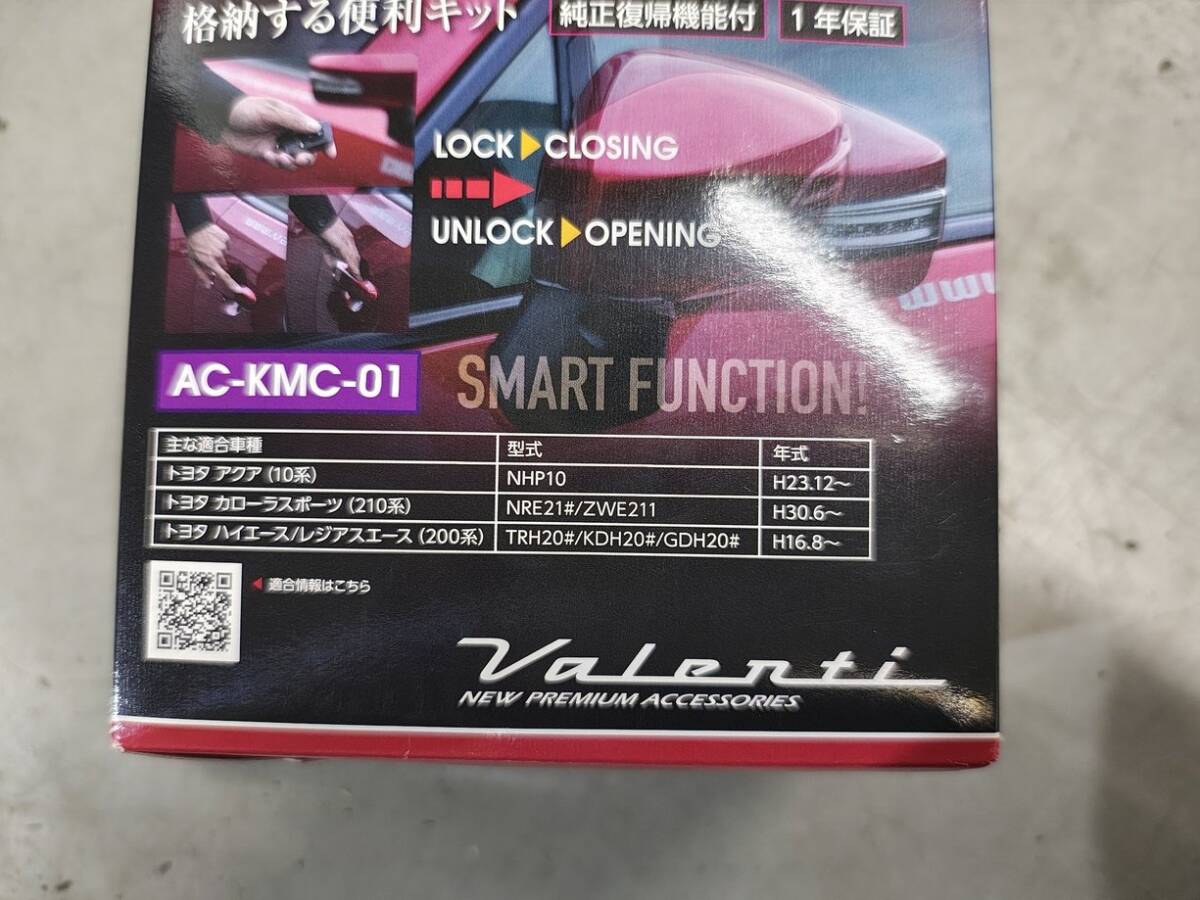 格納する便利キット
純正復帰機能付
1年保証
LOCK▶CLOSING
UNLOCK▶OPENING
www
AC-KMC-01
SMART FUNCTION!
主な適合車種 型式 年式
トヨタ アクア (10系) NHP10 H23.12～
トヨタ カローラスポーツ (210系) NRE21#/ZWE211 H30.6～
トヨタ ハイエース/レジアスエース (200系) TRH20#/KDH20#/GDH20# H16.8～
適合情報はこちら
Valenti
NEW PREMIUM ACCESSORIES